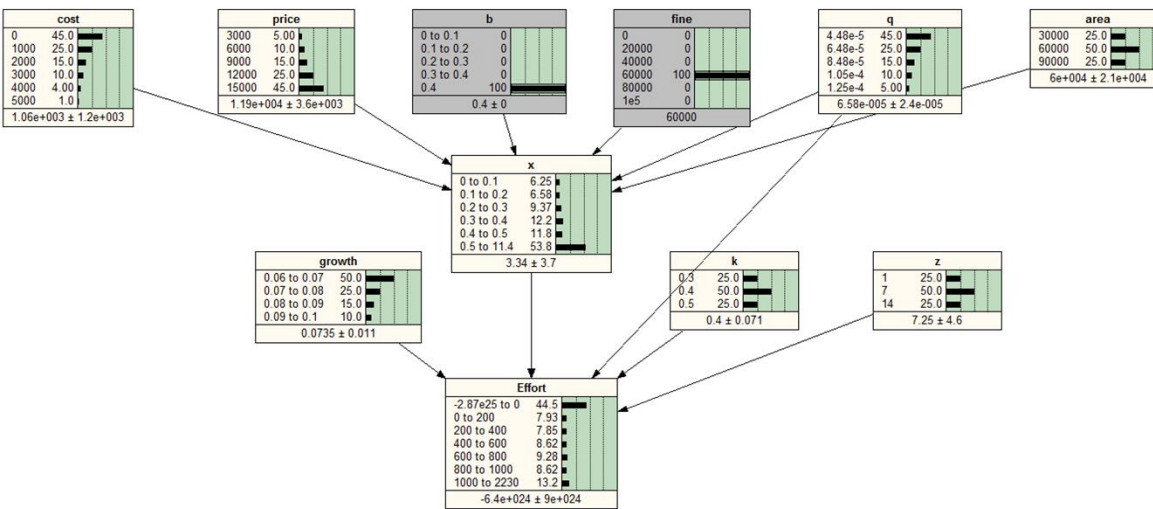 cost
0 45.0
1000 25.0
2000 15.0
3000 10.0
4000 4.00
5000 1.0
1.06e+003 ± 1.2e+003
price
3000 5.00
6000 10.0
9000 15.0
12000 25.0
15000 45.0
1.19e+004 ± 3.6e+003
b
0 to 0.1 0
0.1 to 0.2 0
0.2 to 0.3 0
0.3 to 0.4 0
0.4 100
0.4 ± 0
fine
0 0
20000 0
40000 0
60000 100
80000 0
1e5 0
60000
q
4.48e-5 45.0
6.48e-5 25.0
8.48e-5 15.0
1.05e-4 10.0
1.25e-4 5.00
6.58e-005 ± 2.4e-005
area
30000 25.0
60000 50.0
90000 25.0
6e+004 ± 2.1e+004
x
0 to 0.1 6.25
0.1 to 0.2 6.58
0.2 to 0.3 9.37
0.3 to 0.4 12.2
0.4 to 0.5 11.8
0.5 to 11.4 53.8
3.34 ± 3.7
growth
0.06 to 0.07 50.0
0.07 to 0.08 25.0
0.08 to 0.09 15.0
0.09 to 0.1 10.0
0.0735 ± 0.011
k
0.3 25.0
0.4 50.0
0.5 25.0
0.4 ± 0.071
z
1 25.0
7 50.0
14 25.0
7.25 ± 4.6
Effort
-2.87e25 to 0 44.5
0 to 200 7.93
200 to 400 7.85
400 to 600 8.62
600 to 800 9.28
800 to 1000 8.62
1000 to 2230 13.2
-6.4e+024 ± 9e+024